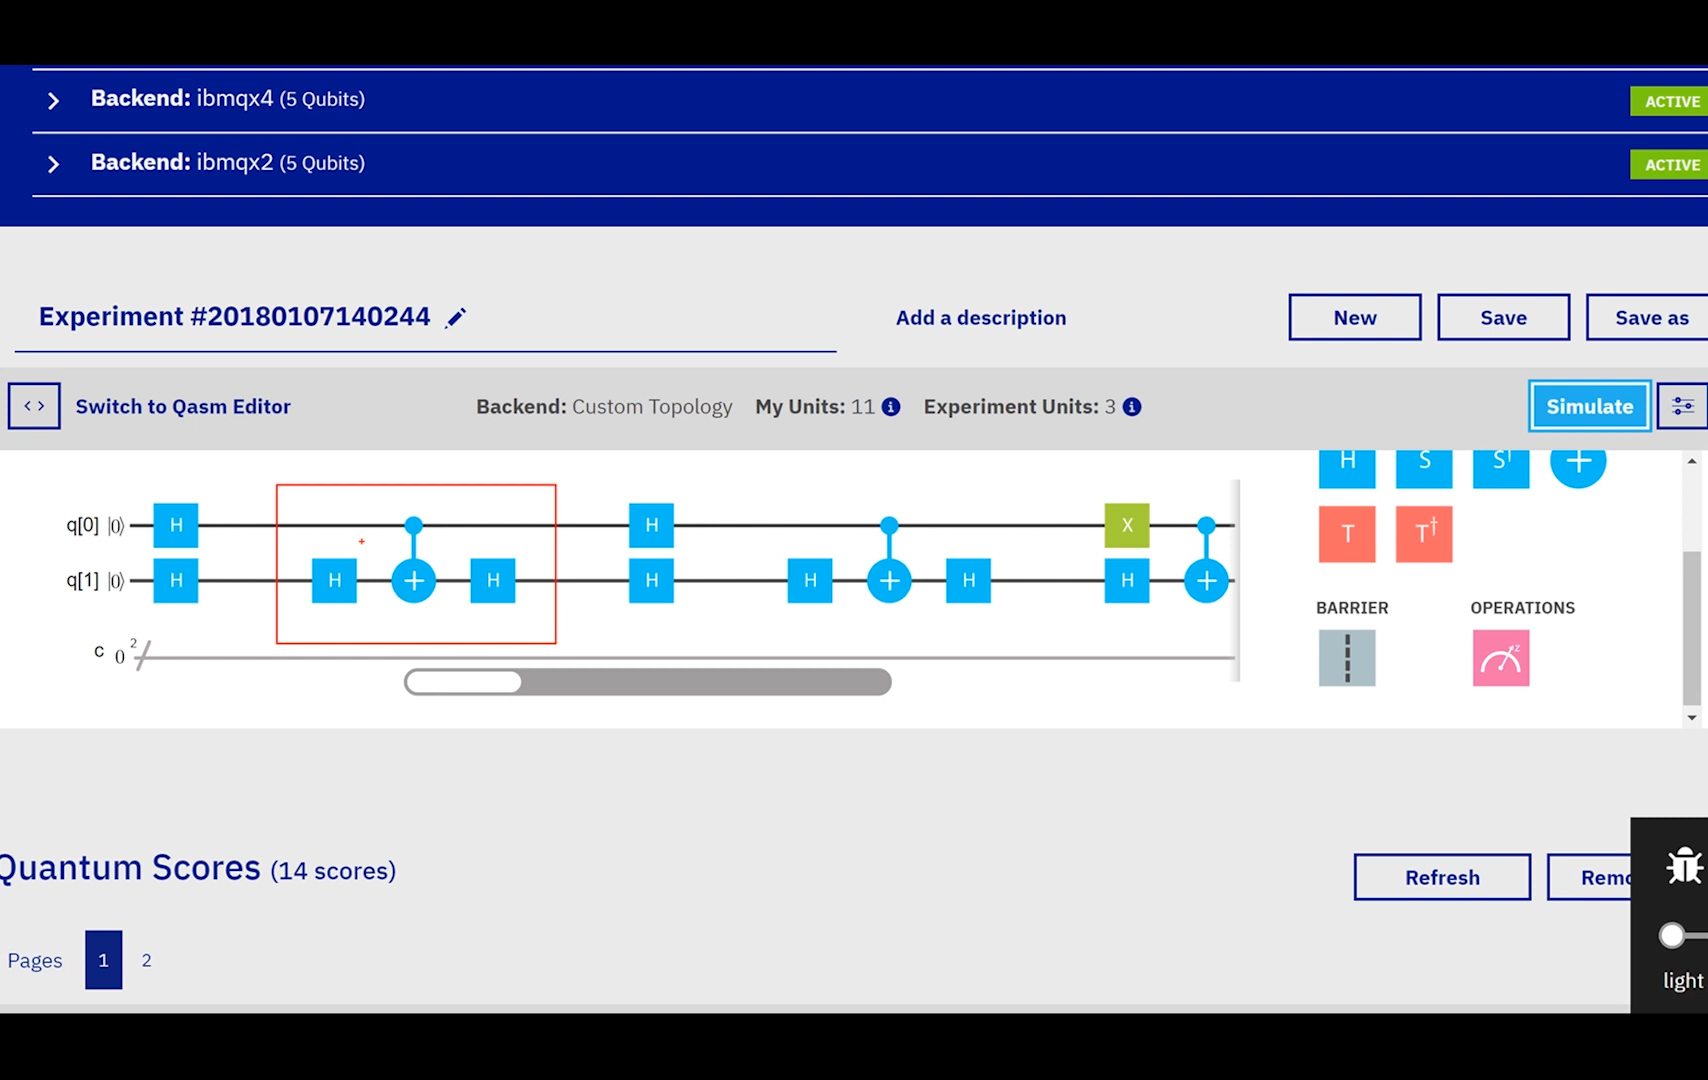 Backend: ibmqx4 (5 Qubits)
ACTIVE
Backend: ibmqx2 (5 Qubits)
ACTIVE
Experiment #20180107140244
Add a description
New
Save
Save as
< >
Switch to Qasm Editor
Backend: Custom Topology
My Units: 11
Experiment Units: 3
Simulate
H S S† +
q[0] |0⟩ H H X
T T†
q[1] |0⟩ H H + H H H + H H +
BARRIER
OPERATIONS
c 0 2
z
Quantum Scores (14 scores)
Refresh
Remo
Pages 1 2
light